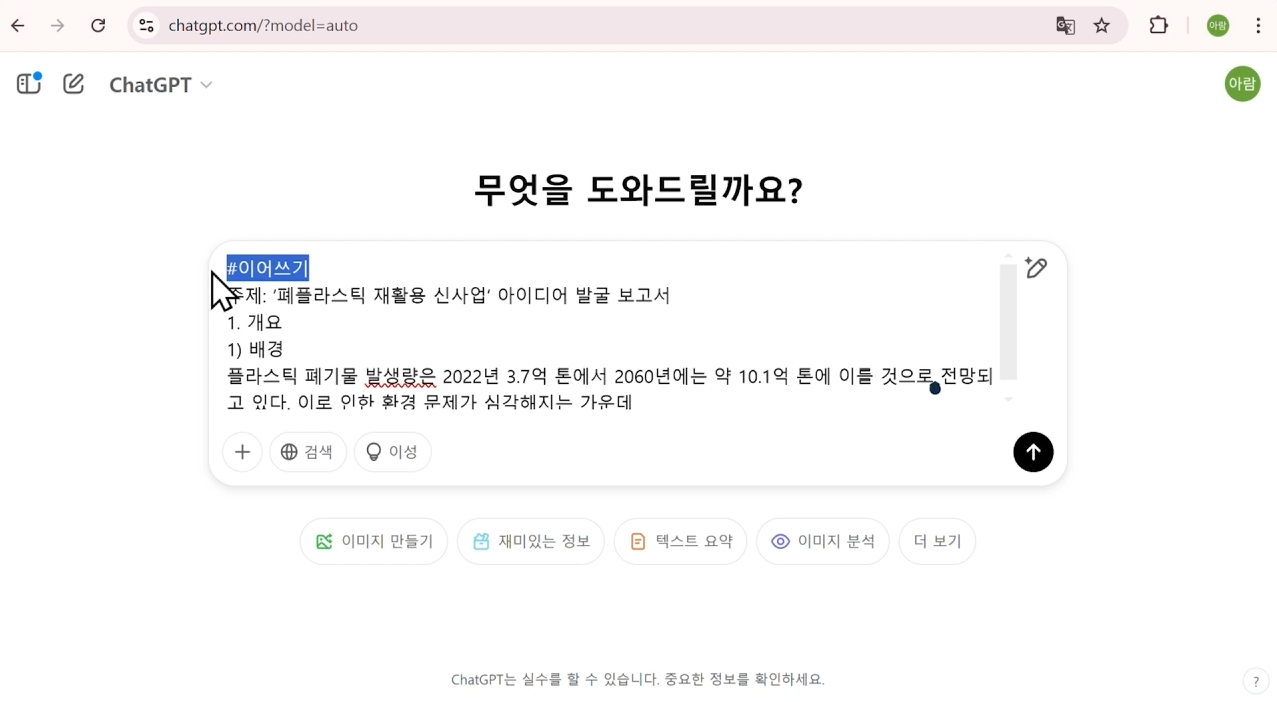 chatgpt.com/?model=auto
아람
ChatGPT
아람
무엇을 도와드릴까요?
#이어쓰기
주제: '폐플라스틱 재활용 신사업' 아이디어 발굴 보고서
1. 개요
1) 배경
플라스틱 폐기물 발생량은 2022년 3.7억 톤에서 2060년에는 약 10.1억 톤에 이를 것으로 전망되
고 있다. 이로 인한 환경 문제가 심각해지는 가운데
검색
이성
이미지 만들기
재미있는 정보
텍스트 요약
이미지 분석
더 보기
ChatGPT는 실수를 할 수 있습니다. 중요한 정보를 확인하세요.
?